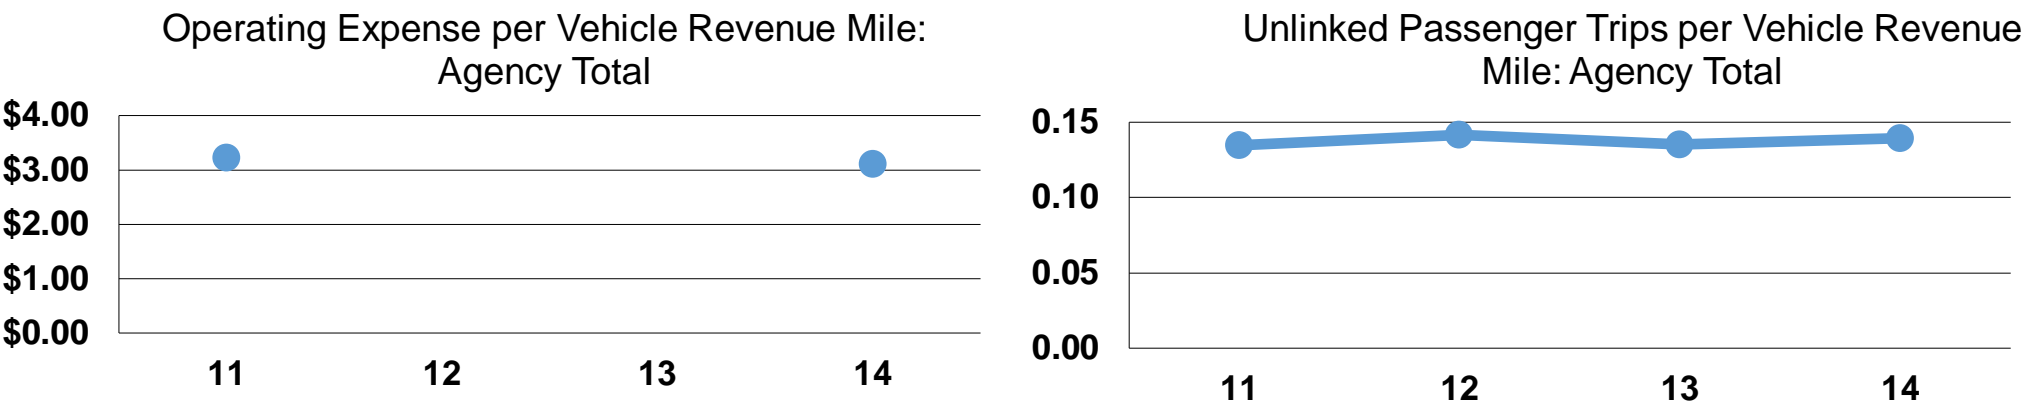 Operating Expense per Vehicle Revenue Mile:
Agency Total
$4.00
$3.00
$2.00
$1.00
$0.00
11 12 13 14
Unlinked Passenger Trips per Vehicle Revenue
Mile: Agency Total
0.15
0.10
0.05
0.00
11 12 13 14